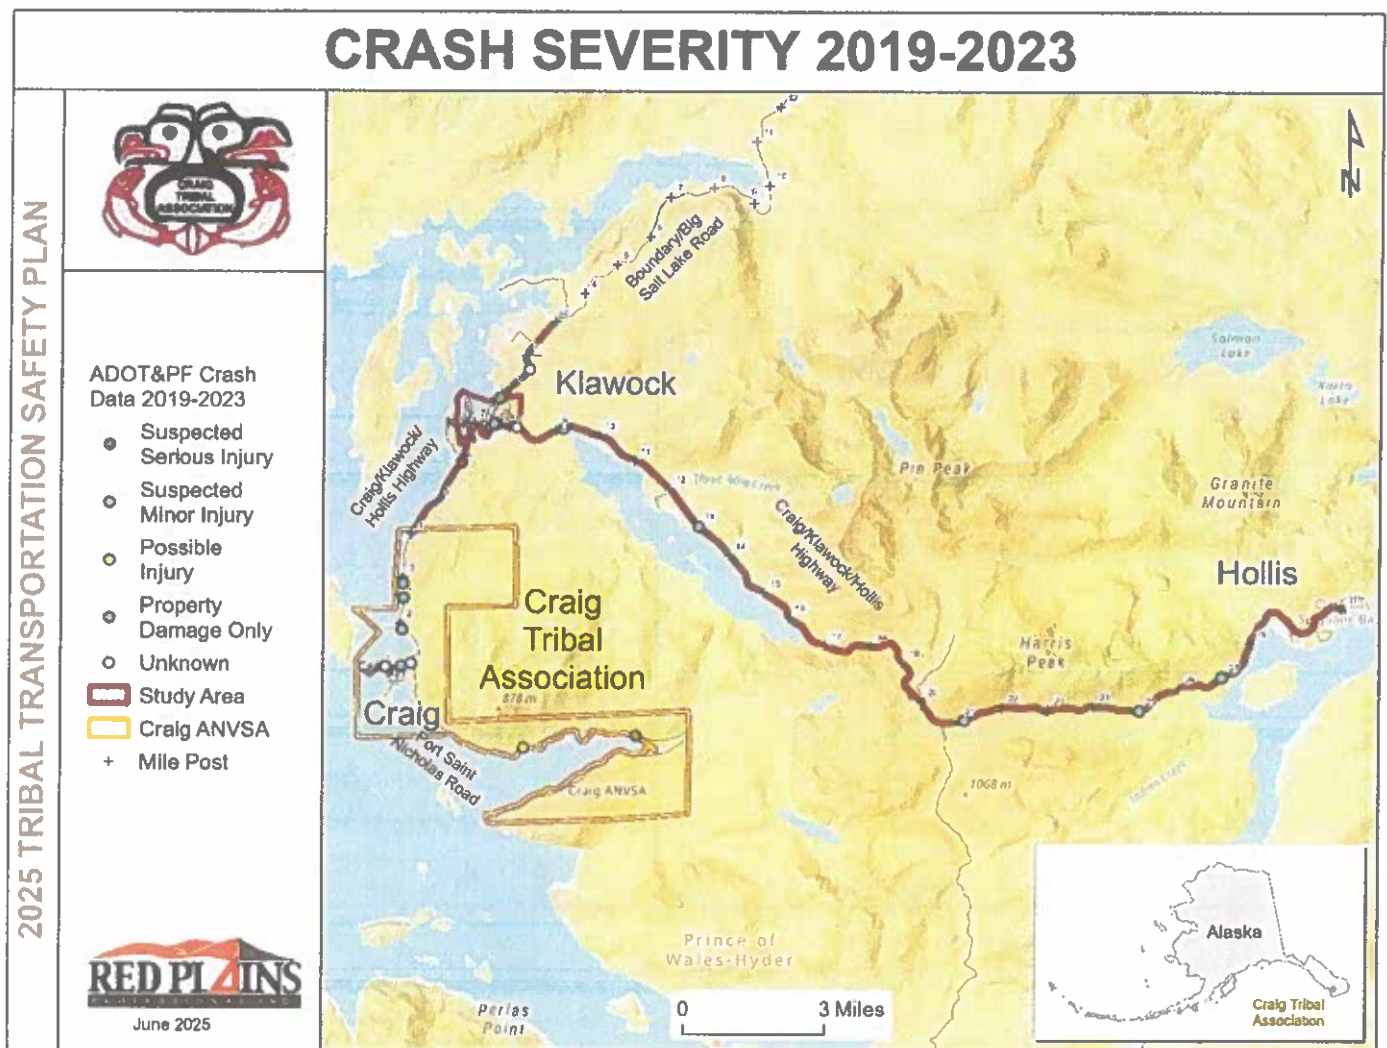 CRASH SEVERITY 2019-2023
2025 TRIBAL TRANSPORTATION SAFETY PLAN
CRAIG
TRIBAL
ASSOCIATION
ADOT&PF Crash
Data 2019-2023
Suspected
Serious Injury
Suspected
Minor Injury
Possible
Injury
Property
Damage Only
Unknown
Study Area
Craig ANVSA
Mile Post
RED PLAINS
June 2025
N
Boundary/Big
Salt Lake Road
Klawock
Craig/Klawock/
Hollis Highway
Salmon
Lake
Lake
Pin Peak
Granite
Mountain
Craig/Klawock/Hollis
Highway
Hollis
Harris
Peak
Craig
Tribal
Association
878 m
Craig
Port Saint
Nicholas Road
Craig ANVSA
1068 m
Prince of
Wales-Hyder
Perlas
Point
0 3 Miles
Alaska
Craig Tribal
Association